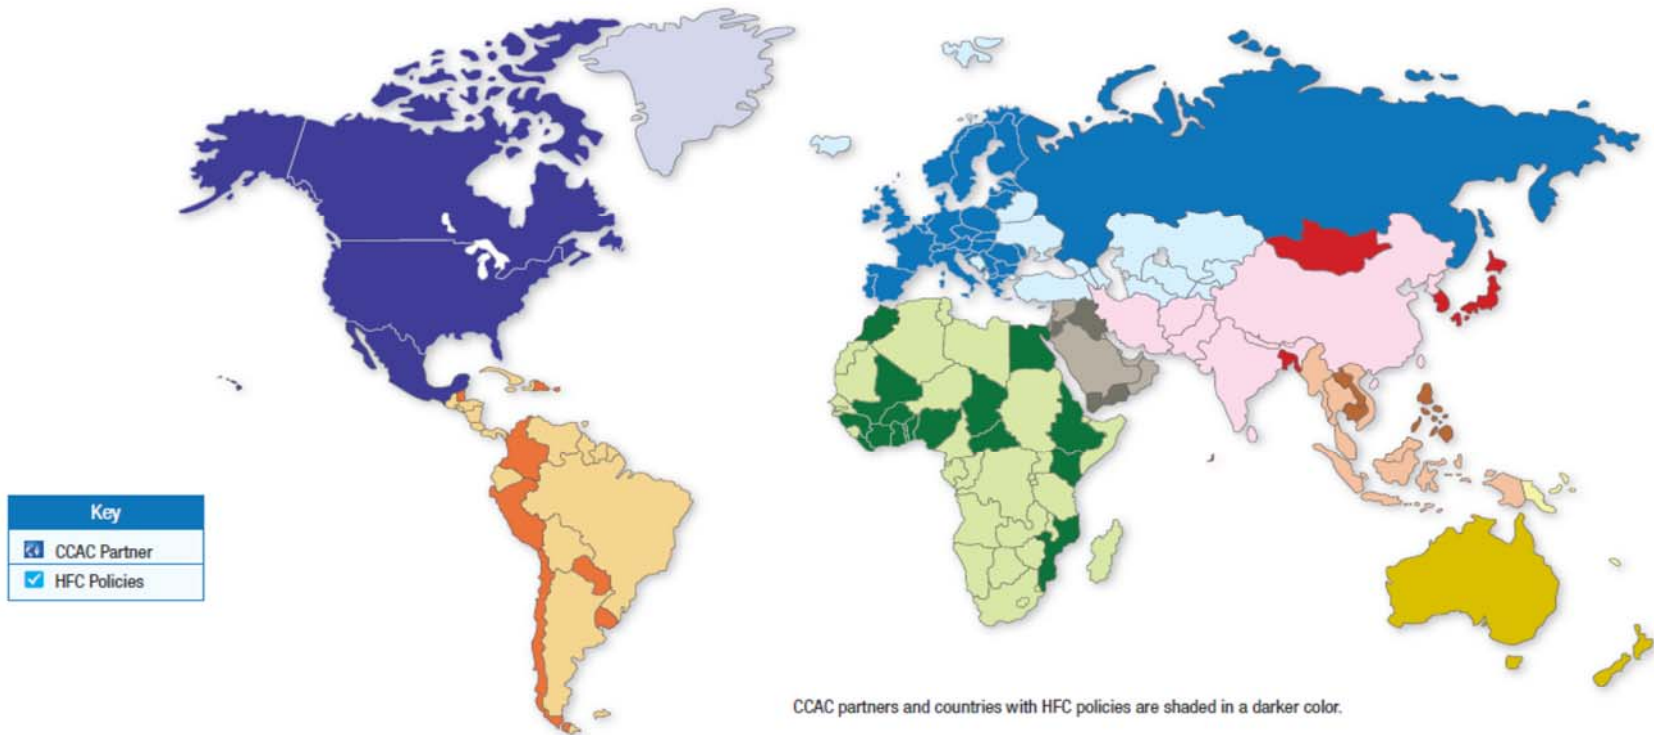 Key
CCAC Partner
HFC Policies
CCAC partners and countries with HFC policies are shaded in a darker color.